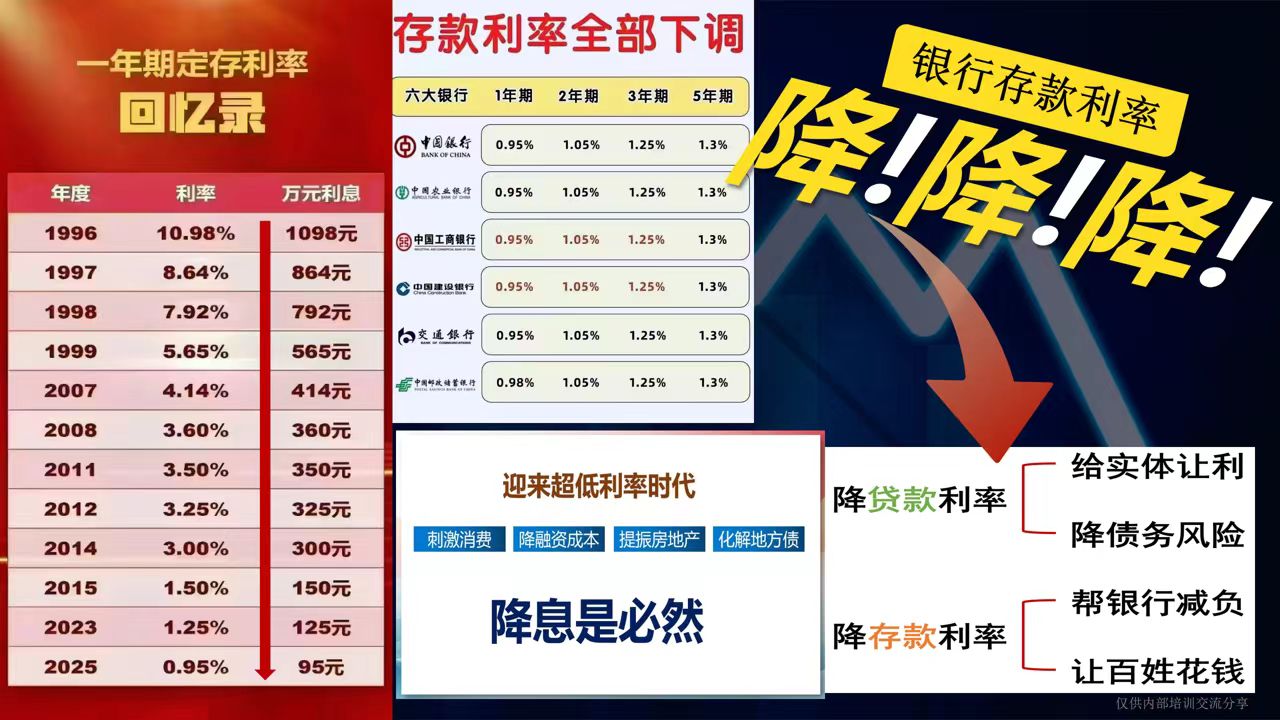 一年期定存利率
回忆录
年度 利率 万元利息
1996 10.98% 1098元
1997 8.64% 864元
1998 7.92% 792元
1999 5.65% 565元
2007 4.14% 414元
2008 3.60% 360元
2011 3.50% 350元
2012 3.25% 325元
2014 3.00% 300元
2015 1.50% 150元
2023 1.25% 125元
2025 0.95% 95元
存款利率全部下调
六大银行 1年期 2年期 3年期 5年期
中国银行 0.95% 1.05% 1.25% 1.3%
BANK OF CHINA
中国农业银行 0.95% 1.05% 1.25% 1.3%
AGRICULTURAL BANK OF CHINA
中国工商银行 0.95% 1.05% 1.25% 1.3%
INDUSTRIAL AND COMMERCIAL BANK OF CHINA
中国建设银行 0.95% 1.05% 1.25% 1.3%
China Construction Bank
交通銀行 0.95% 1.05% 1.25% 1.3%
BANK OF COMMUNICATIONS
中国邮政储蓄银行 0.98% 1.05% 1.25% 1.3%
POSTAL SAVINGS BANK OF CHINA
迎来超低利率时代
刺激消费 降融资成本 提振房地产 化解地方债
降息是必然
银行存款利率
降!降!降!
降贷款利率
给实体让利
降债务风险
降存款利率
帮银行减负
让百姓花钱
仅供内部培训交流分享